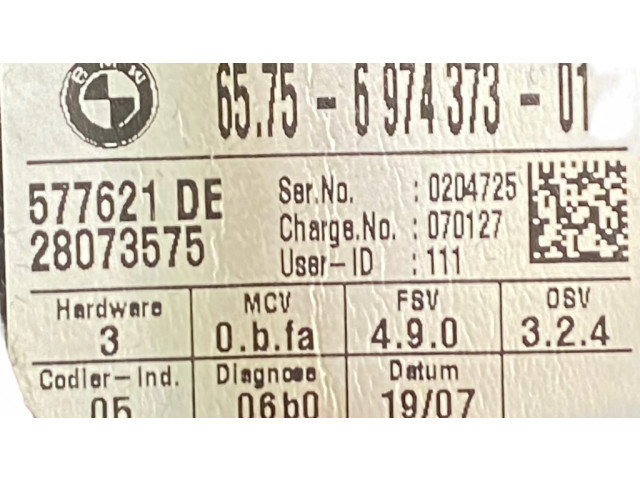 BMW
65.75 - 6 974 373 - 01
577621 DE
28073575
Ser.No. : 0204725
Charge.No. : 070127
User-ID : 111
Hardware MCV FSV OSV
3 0.b.fa 4.9.0 3.2.4
Codier-Ind. Diagnose Datum
05 06b0 19/07